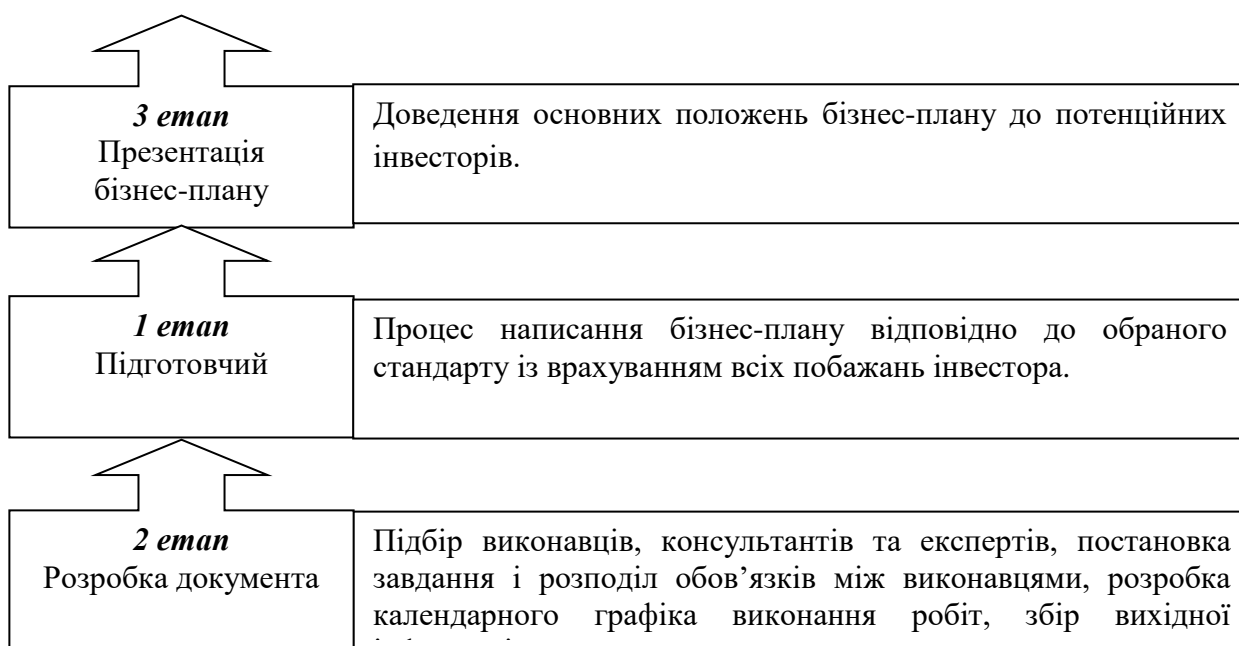 3 етап
Презентація
бізнес-плану
Доведення основних положень бізнес-плану до потенційних
інвесторів.
1 етап
Підготовчий
Процес написання бізнес-плану відповідно до обраного
стандарту із врахуванням всіх побажань інвестора.
2 етап
Розробка документа
Підбір виконавців, консультантів та експертів, постановка
завдання і розподіл обов’язків між виконавцями, розробка
календарного графіка виконання робіт, збір вихідної